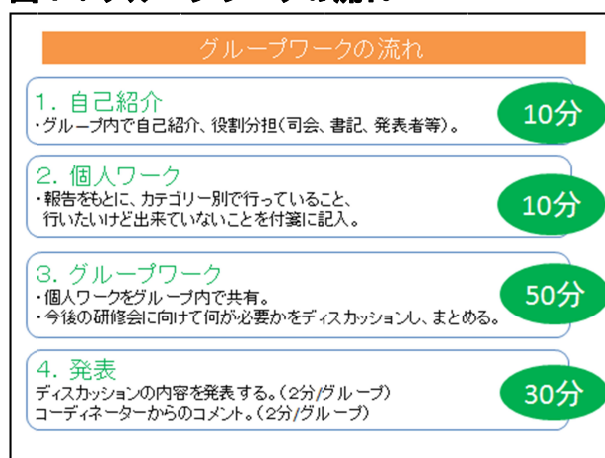 グループワークの流れ
1. 自己紹介
・グループ内で自己紹介、役割分担(司会、書記、発表者等)。
10分
2. 個人ワーク
・報告をもとに、カテゴリー別で行っていること、
行いたいけど出来ていないことを付箋に記入。
10分
3. グループワーク
・個人ワークをグループ内で共有。
・今後の研修会に向けて何が必要かをディスカッションし、まとめる。
50分
4. 発表
ディスカッションの内容を発表する。(2分/グループ)
コーディネーターからのコメント。(2分/グループ)
30分